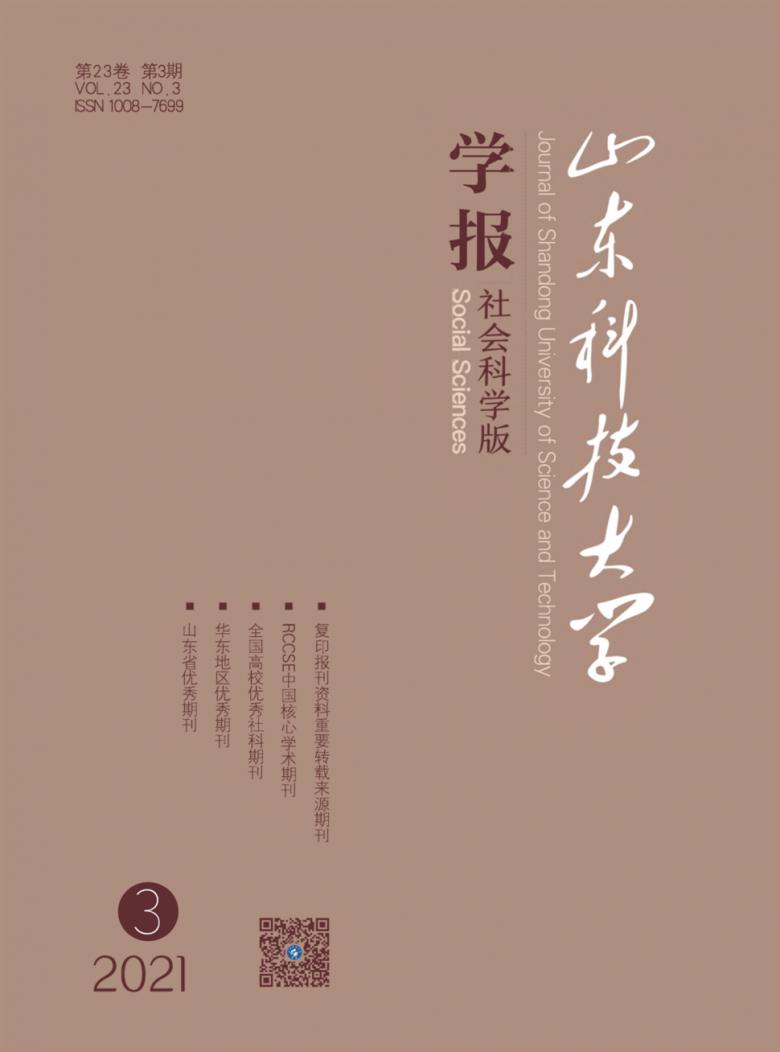 第23卷 第3期
VOL.23 NO.3
ISSN 1008-7699
山东科技大学
Journal of Shandong University of Science and Technology
学报
社会科学版
Social Sciences
■ 复印报刊资料重要转载来源期刊
■ RCCSE中国核心学术期刊
■ 全国高校优秀社科期刊
■ 华东地区优秀期刊
■ 山东省优秀期刊
3
2021